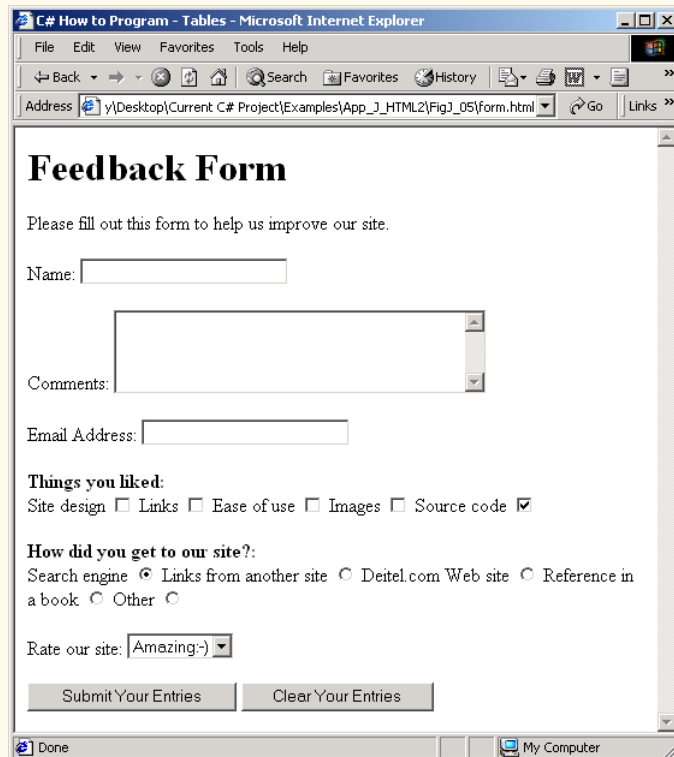 C# How to Program - Tables - Microsoft Internet Explorer
File Edit View Favorites Tools Help
Back Search Favorites History »
Address y\Desktop\Current C# Project\Examples\App_J_HTML2\FigJ_05\form.html Go Links »
Feedback Form
Please fill out this form to help us improve our site.
Name:
Comments:
Email Address:
Things you liked:
Site design Links Ease of use Images Source code
How did you get to our site?:
Search engine Links from another site Deitel.com Web site Reference in
a book Other
Rate our site: Amazing:-)
Submit Your Entries Clear Your Entries
Done My Computer